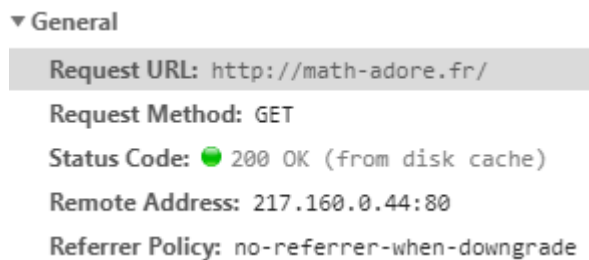 General
Request URL: http://math-adore.fr/
Request Method: GET
Status Code: 200 OK (from disk cache)
Remote Address: 217.160.0.44:80
Referrer Policy: no-referrer-when-downgrade